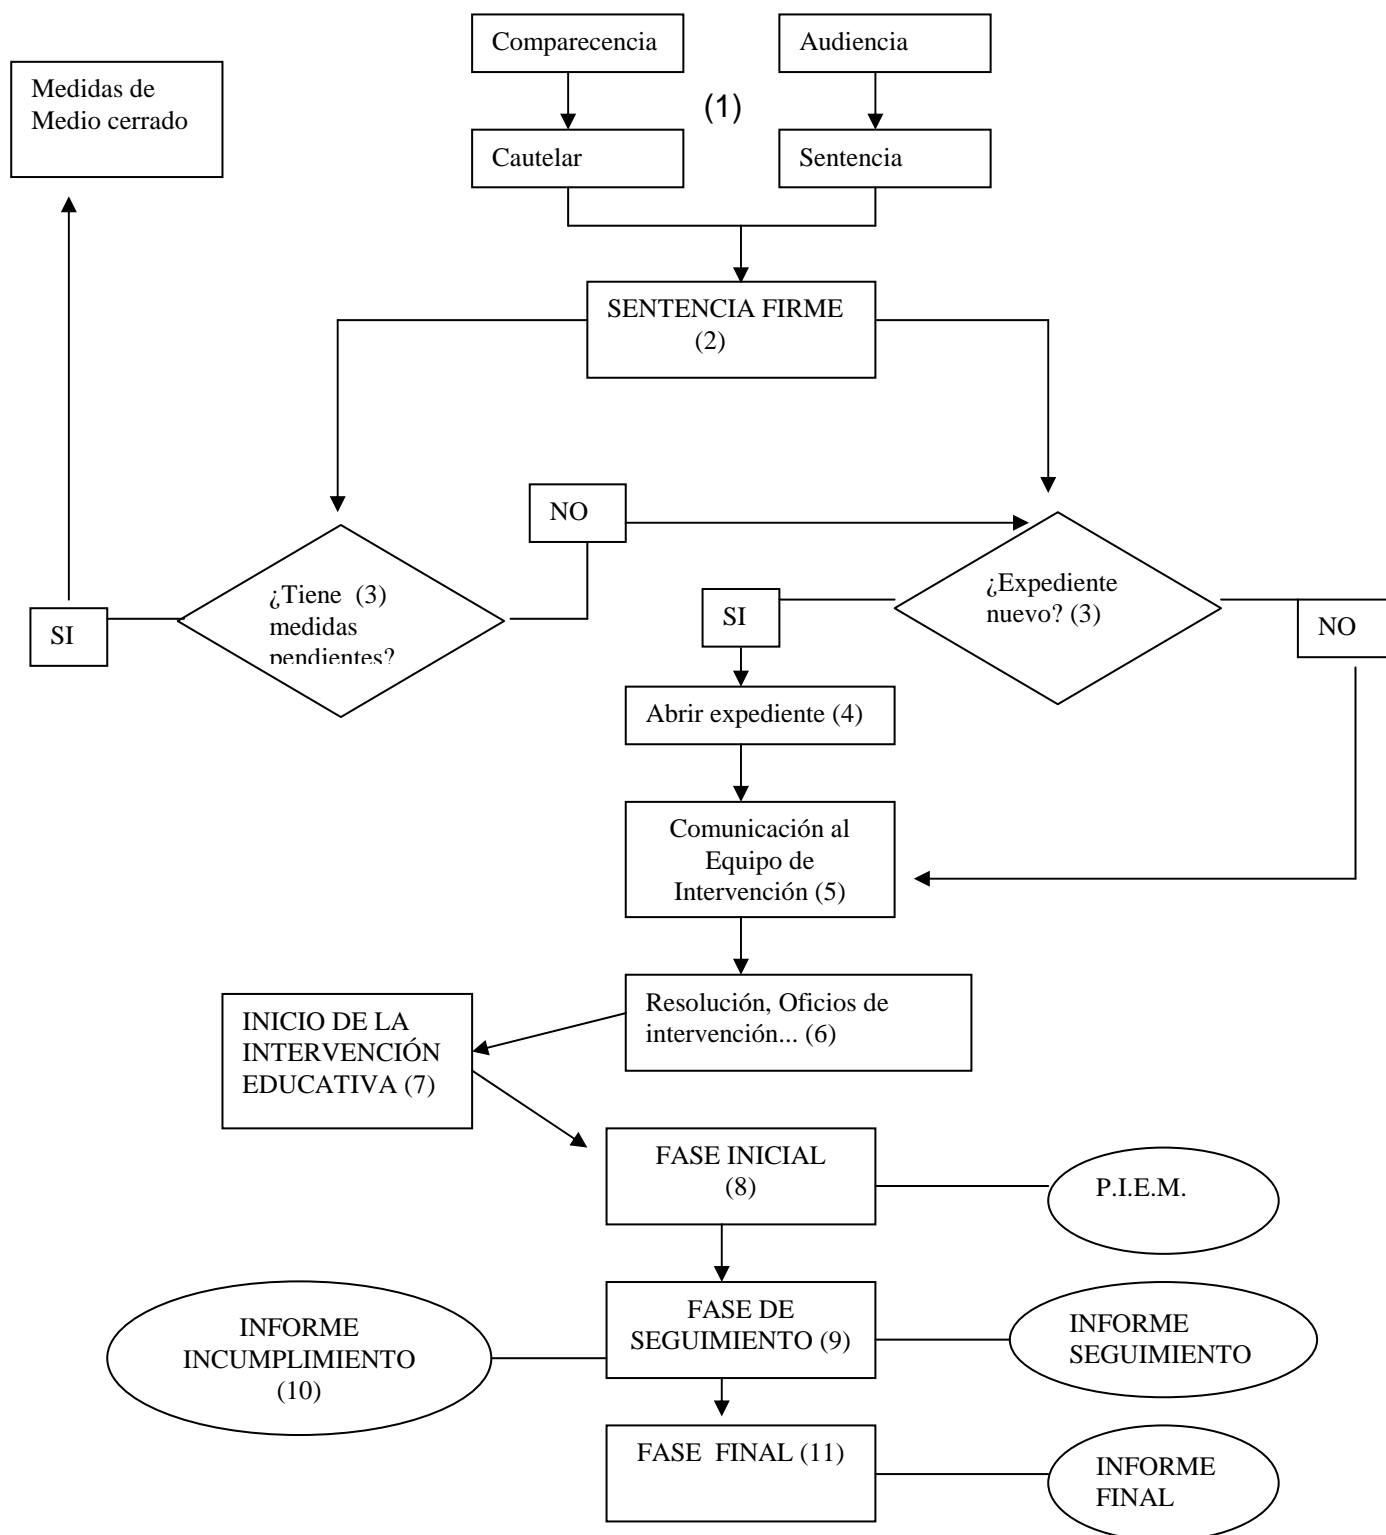 Comparecencia
Audiencia
Medidas de
Medio cerrado
(1)
Cautelar
Sentencia
SENTENCIA FIRME
(2)
NO
¿Tiene (3)
medidas
pendientes?
SI
¿Expediente
nuevo? (3)
SI
NO
Abrir expediente (4)
Comunicación al
Equipo de
Intervención (5)
Resolución, Oficios de
intervención... (6)
INICIO DE LA
INTERVENCIÓN
EDUCATIVA (7)
FASE INICIAL
(8)
P.I.E.M.
FASE DE
SEGUIMIENTO (9)
INFORME
INCUMPLIMIENTO
(10)
INFORME
SEGUIMIENTO
FASE FINAL (11)
INFORME
FINAL